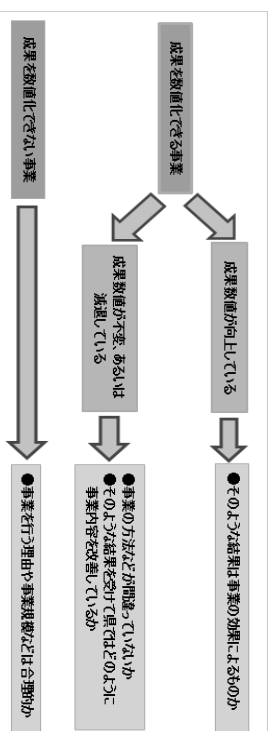 成果を数値化できる事業
成果数値が向上している
●そのような結果は事業の効果によるものか
成果数値が不変、あるいは
減退している
●事業の方法などが間違っていないか
●そのような結果を受けて県ではどのように
事業内容を改善しているか
成果を数値化できない事業
●事業を行う理由や事業規模などは合理的か